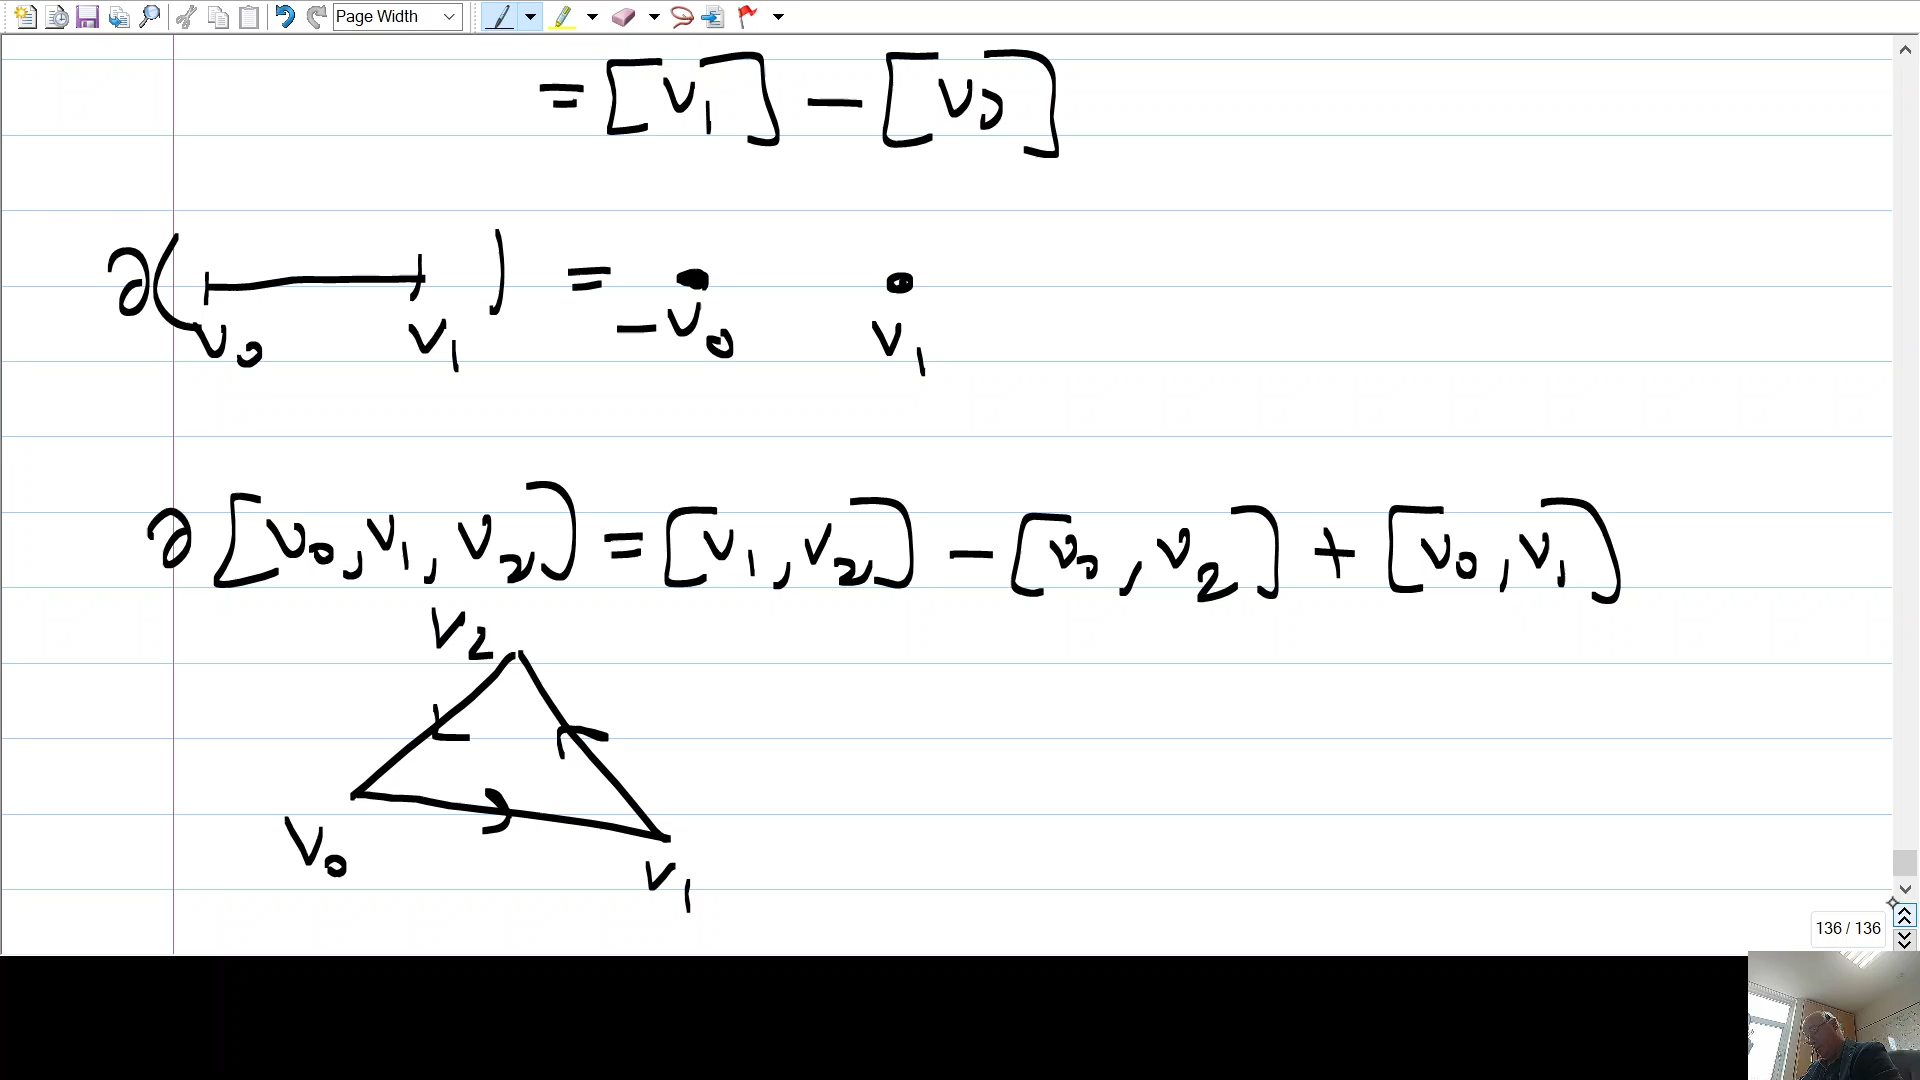 Page Width
= [v₁] − [v₀]
∂( v₀ v₁ ) = −v₀ v₁
∂[v₀, v₁, v₂] = [v₁, v₂] − [v₀, v₂] + [v₀, v₁]
v₂
v₀
v₁
136 / 136